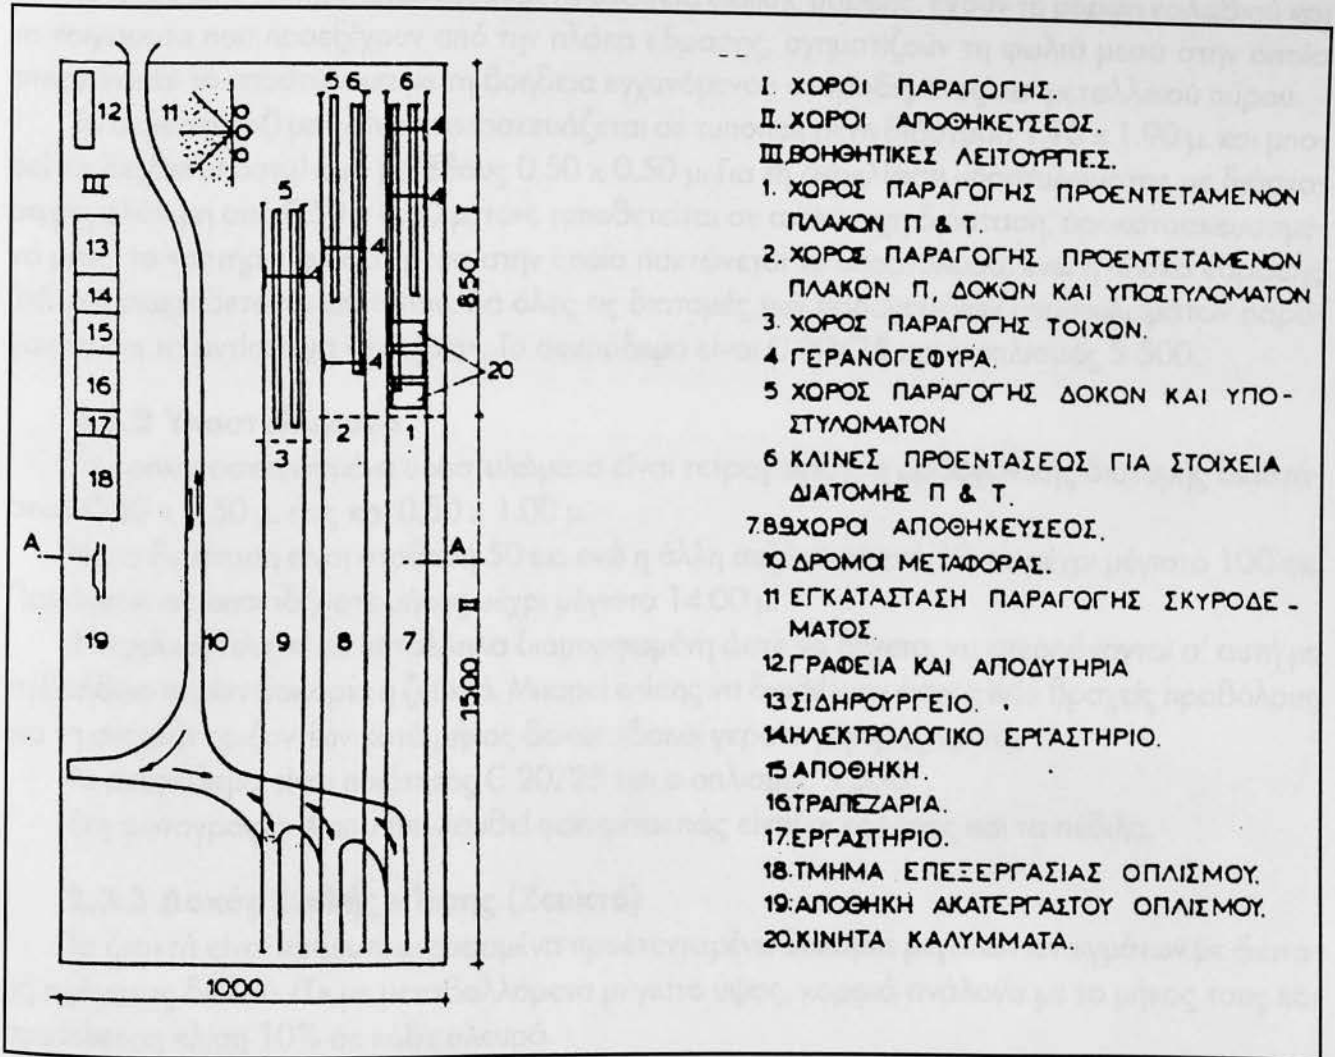 5 6 6
12 11
4
III 5 4
13 4 I
14 850
15
16 4 20
17 2 1
3
18
A A
II
19 10 9 8 7
1500
1000
I. ΧΩΡΟΙ ΠΑΡΑΓΩΓΗΣ.
II. ΧΩΡΟΙ ΑΠΟΘΗΚΕΥΣΕΩΣ.
III. ΒΟΗΘΗΤΙΚΕΣ ΛΕΙΤΟΥΡΓΙΕΣ.
1. ΧΩΡΟΣ ΠΑΡΑΓΩΓΗΣ ΠΡΟΕΝΤΕΤΑΜΕΝΩΝ
ΠΛΑΚΩΝ Π & Τ.
2. ΧΩΡΟΣ ΠΑΡΑΓΩΓΗΣ ΠΡΟΕΝΤΕΤΑΜΕΝΩΝ
ΠΛΑΚΩΝ Π, ΔΟΚΩΝ ΚΑΙ ΥΠΟΣΤΥΛΩΜΑΤΩΝ
3. ΧΩΡΟΣ ΠΑΡΑΓΩΓΗΣ ΤΟΙΧΩΝ.
4 ΓΕΡΑΝΟΓΕΦΥΡΑ.
5 ΧΩΡΟΣ ΠΑΡΑΓΩΓΗΣ ΔΟΚΩΝ ΚΑΙ ΥΠΟ-
ΣΤΥΛΩΜΑΤΩΝ
6 ΚΛΙΝΕΣ ΠΡΟΕΝΤΑΣΕΩΣ ΓΙΑ ΣΤΟΙΧΕΙΑ
ΔΙΑΤΟΜΗΣ Π & Τ.
7.8.9.ΧΩΡΟΙ ΑΠΟΘΗΚΕΥΣΕΩΣ.
10 ΔΡΟΜΟΙ ΜΕΤΑΦΟΡΑΣ.
11 ΕΓΚΑΤΑΣΤΑΣΗ ΠΑΡΑΓΩΓΗΣ ΣΚΥΡΟΔΕ-
ΜΑΤΟΣ
12 ΓΡΑΦΕΙΑ ΚΑΙ ΑΠΟΔΥΤΗΡΙΑ
13 ΣΙΔΗΡΟΥΡΓΕΙΟ.
14 ΗΛΕΚΤΡΟΛΟΓΙΚΟ ΕΡΓΑΣΤΗΡΙΟ.
15 ΑΠΟΘΗΚΗ
16 ΤΡΑΠΕΖΑΡΙΑ.
17. ΕΡΓΑΣΤΗΡΙΟ.
18. ΤΜΗΜΑ ΕΠΕΞΕΡΓΑΣΙΑΣ ΟΠΛΙΣΜΟΥ.
19. ΑΠΟΘΗΚΗ ΑΚΑΤΕΡΓΑΣΤΟΥ ΟΠΛΙΣΜΟΥ.
20. ΚΙΝΗΤΑ ΚΑΛΥΜΜΑΤΑ.